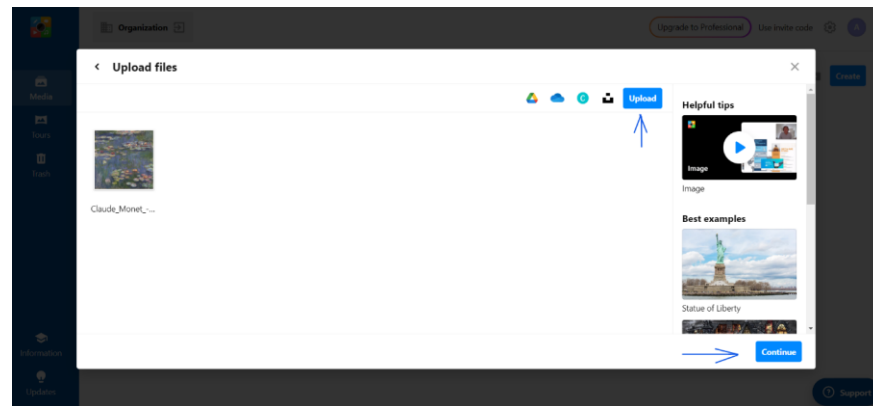 Organization
Upgrade to Professional
Use invite code
A
Upload files
Create
Media
Tours
Trash
C
Upload
Helpful tips
Image
Image
Claude_Monet_-...
Best examples
Statue of Liberty
Information
Continue
Updates
Support